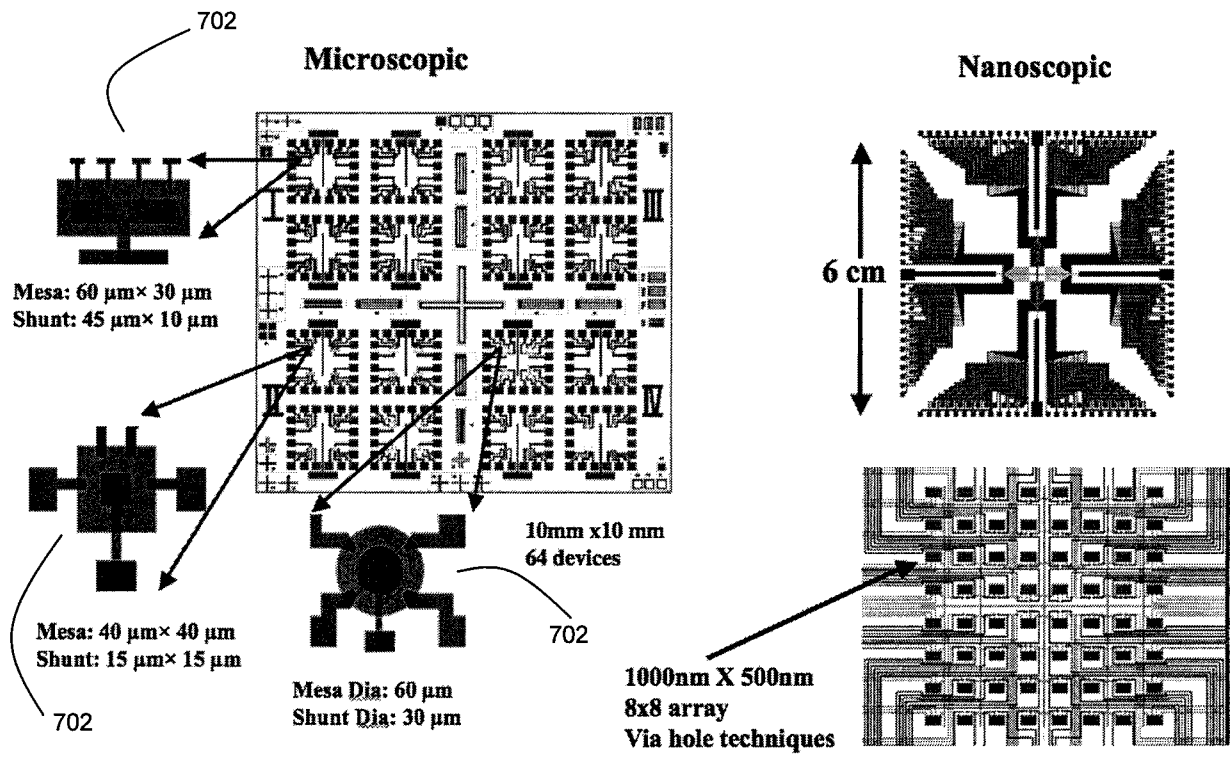 702
Microscopic
Nanoscopic
I
III
6 cm
Mesa: 60 μm× 30 μm
Shunt: 45 μm× 10 μm
II
IV
10mm x10 mm
64 devices
702
Mesa: 40 μm× 40 μm
Shunt: 15 μm× 15 μm
702
Mesa Dia: 60 μm
Shunt Dia: 30 μm
1000nm X 500nm
8x8 array
Via hole techniques